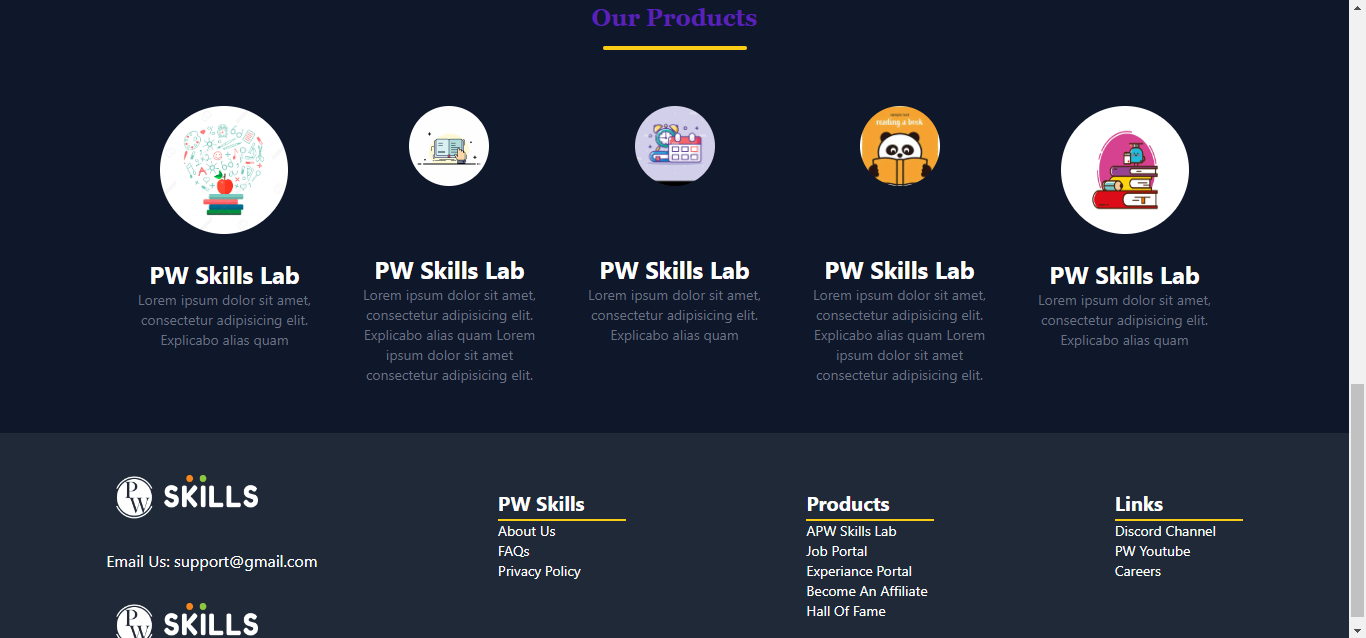 Our Products
reading a book
PW Skills Lab
Lorem ipsum dolor sit amet,
consectetur adipisicing elit.
Explicabo alias quam
PW Skills Lab
Lorem ipsum dolor sit amet,
consectetur adipisicing elit.
Explicabo alias quam Lorem
ipsum dolor sit amet
consectetur adipisicing elit.
PW Skills Lab
Lorem ipsum dolor sit amet,
consectetur adipisicing elit.
Explicabo alias quam
PW Skills Lab
Lorem ipsum dolor sit amet,
consectetur adipisicing elit.
Explicabo alias quam Lorem
ipsum dolor sit amet
consectetur adipisicing elit.
PW Skills Lab
Lorem ipsum dolor sit amet,
consectetur adipisicing elit.
Explicabo alias quam
PW SKILLS
Email Us: support@gmail.com
PW SKILLS
PW Skills
About Us
FAQs
Privacy Policy
Products
APW Skills Lab
Job Portal
Experiance Portal
Become An Affiliate
Hall Of Fame
Links
Discord Channel
PW Youtube
Careers